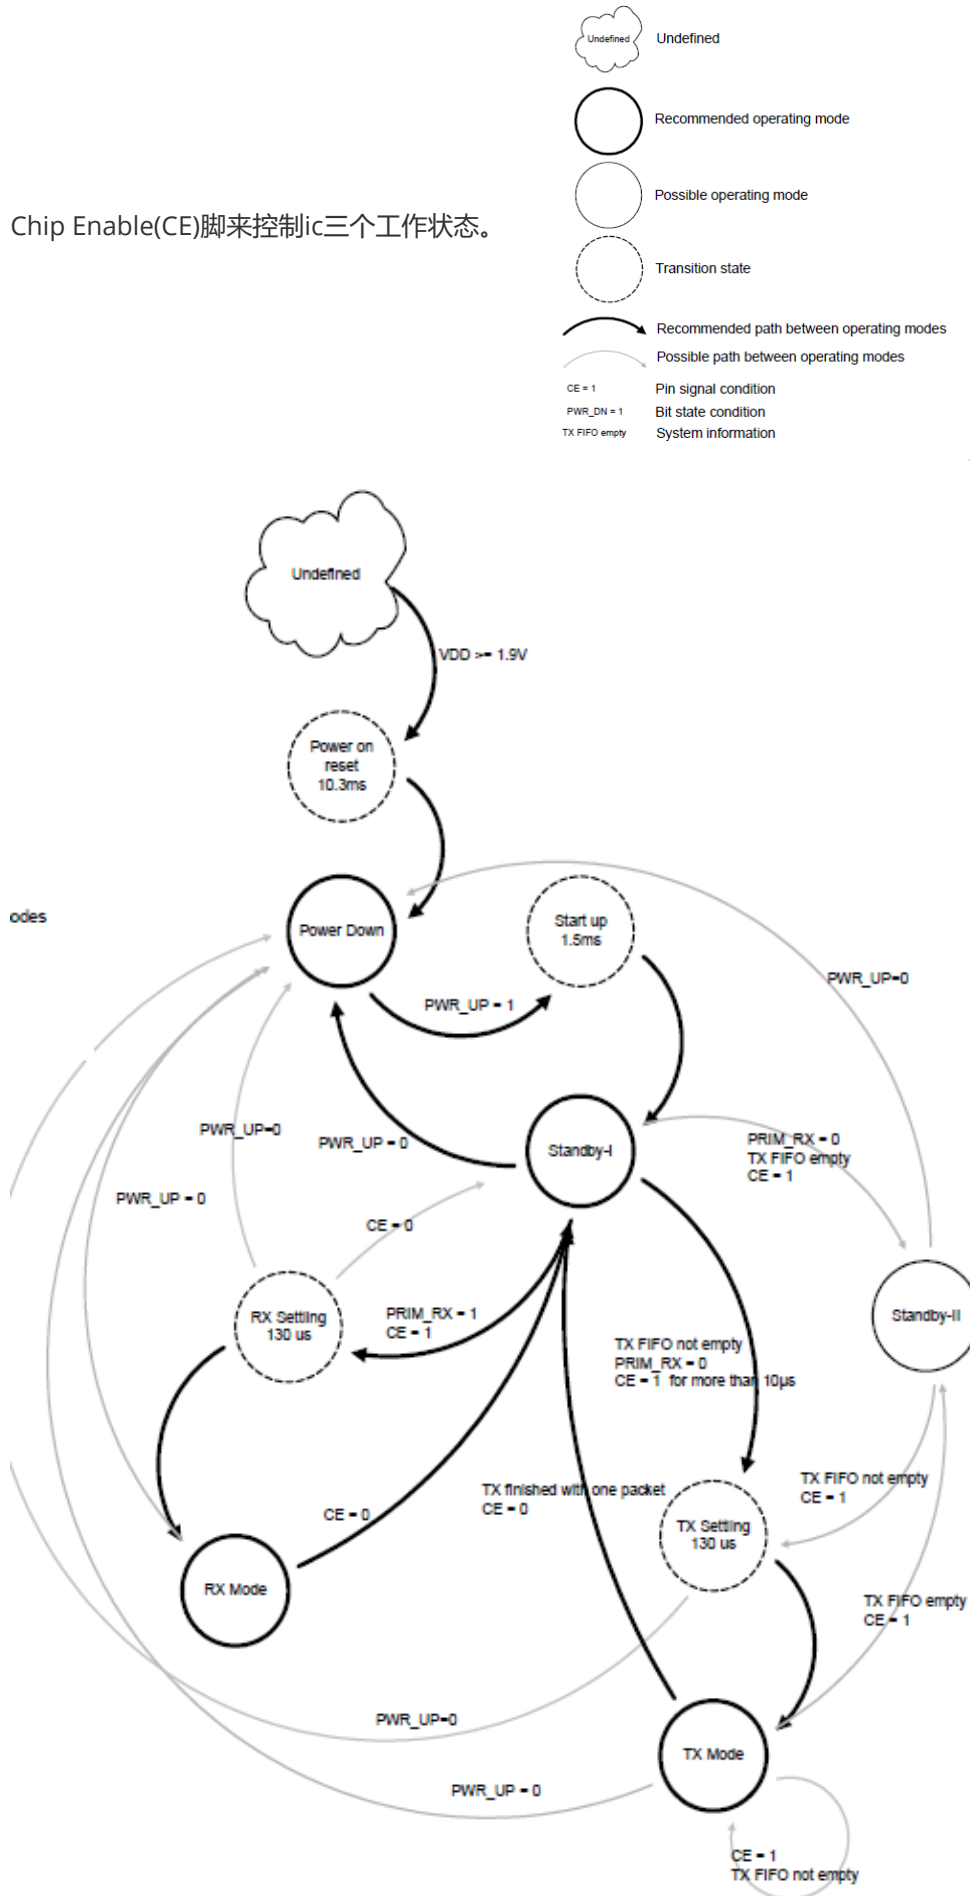 Undefined
Undefined
Recommended operating mode
Possible operating mode
Chip Enable(CE)脚来控制ic三个工作状态。
Transition state
Recommended path between operating modes
Possible path between operating modes
CE = 1
Pin signal condition
PWR_DN = 1
Bit state condition
TX FIFO empty
System information
Undefined
VDD >= 1.9V
Power on
reset
10.3ms
odes
Power Down
Start up
1.5ms
PWR_UP = 1
PWR_UP=0
PWR_UP=0
PWR_UP = 0
Standby-I
PRIM_RX = 0
TX FIFO empty
CE = 1
PWR_UP = 0
CE = 0
RX Settling
130 us
PRIM_RX = 1
CE = 1
Standby-II
TX FIFO not empty
PRIM_RX = 0
CE = 1 for more than 10µs
TX finished with one packet
CE = 0
CE = 0
TX FIFO not empty
CE = 1
TX Settling
130 us
RX Mode
TX FIFO empty
CE = 1
PWR_UP=0
TX Mode
PWR_UP = 0
CE = 1
TX FIFO not empty